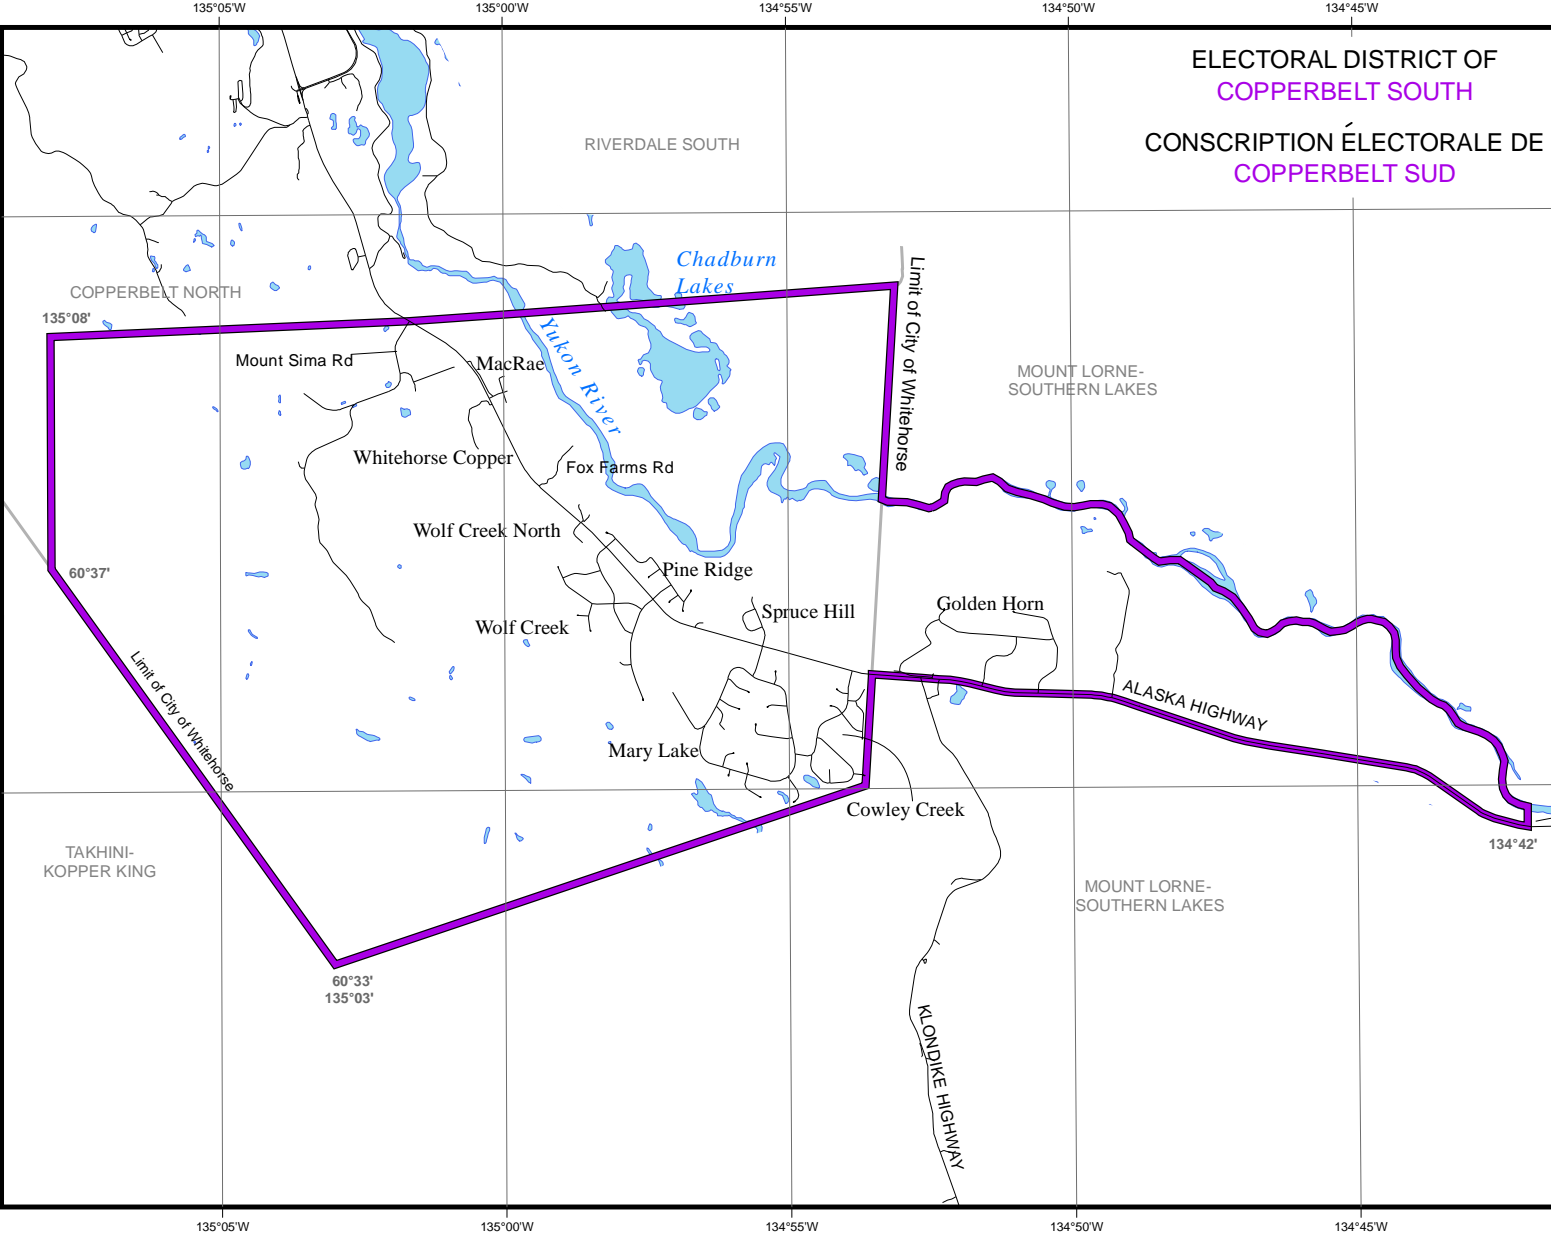 135°05'W
135°00'W
134°55'W
134°50'W
134°45'W
ELECTORAL DISTRICT OF
COPPERBELT SOUTH
CONSCRIPTION ÉLECTORALE DE
COPPERBELT SUD
RIVERDALE SOUTH
Chadburn
Lakes
COPPERBELT NORTH
135°08'
Limit of City of Whitehorse
Yukon River
Mount Sima Rd
MacRae
MOUNT LORNE-
SOUTHERN LAKES
Whitehorse Copper
Fox Farms Rd
Wolf Creek North
60°37'
Pine Ridge
Spruce Hill
Golden Horn
Wolf Creek
Limit of City of Whitehorse
ALASKA HIGHWAY
Mary Lake
Cowley Creek
134°42'
TAKHINI-
KOPPER KING
MOUNT LORNE-
SOUTHERN LAKES
60°33'
135°03'
KLONDIKE HIGHWAY
135°05'W
135°00'W
134°55'W
134°50'W
134°45'W